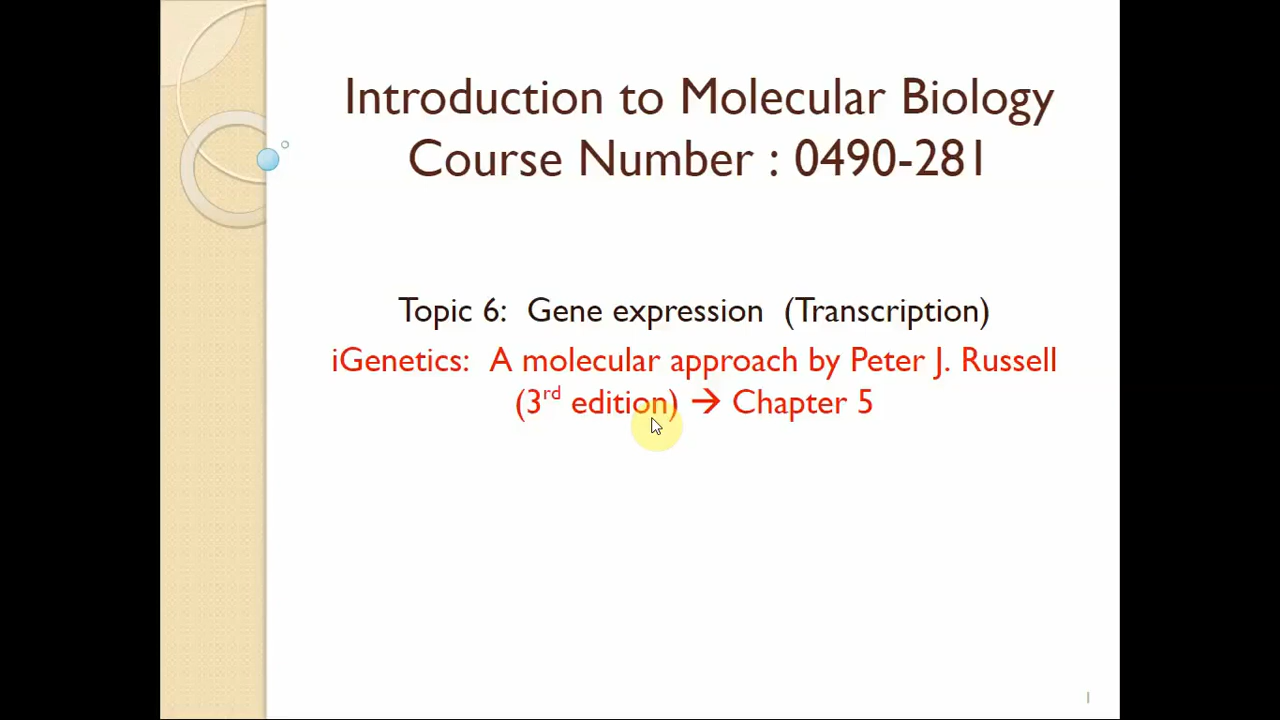 Introduction to Molecular Biology
Course Number : 0490-281
Topic 6: Gene expression (Transcription)
iGenetics: A molecular approach by Peter J. Russell
(3rd edition) → Chapter 5
1